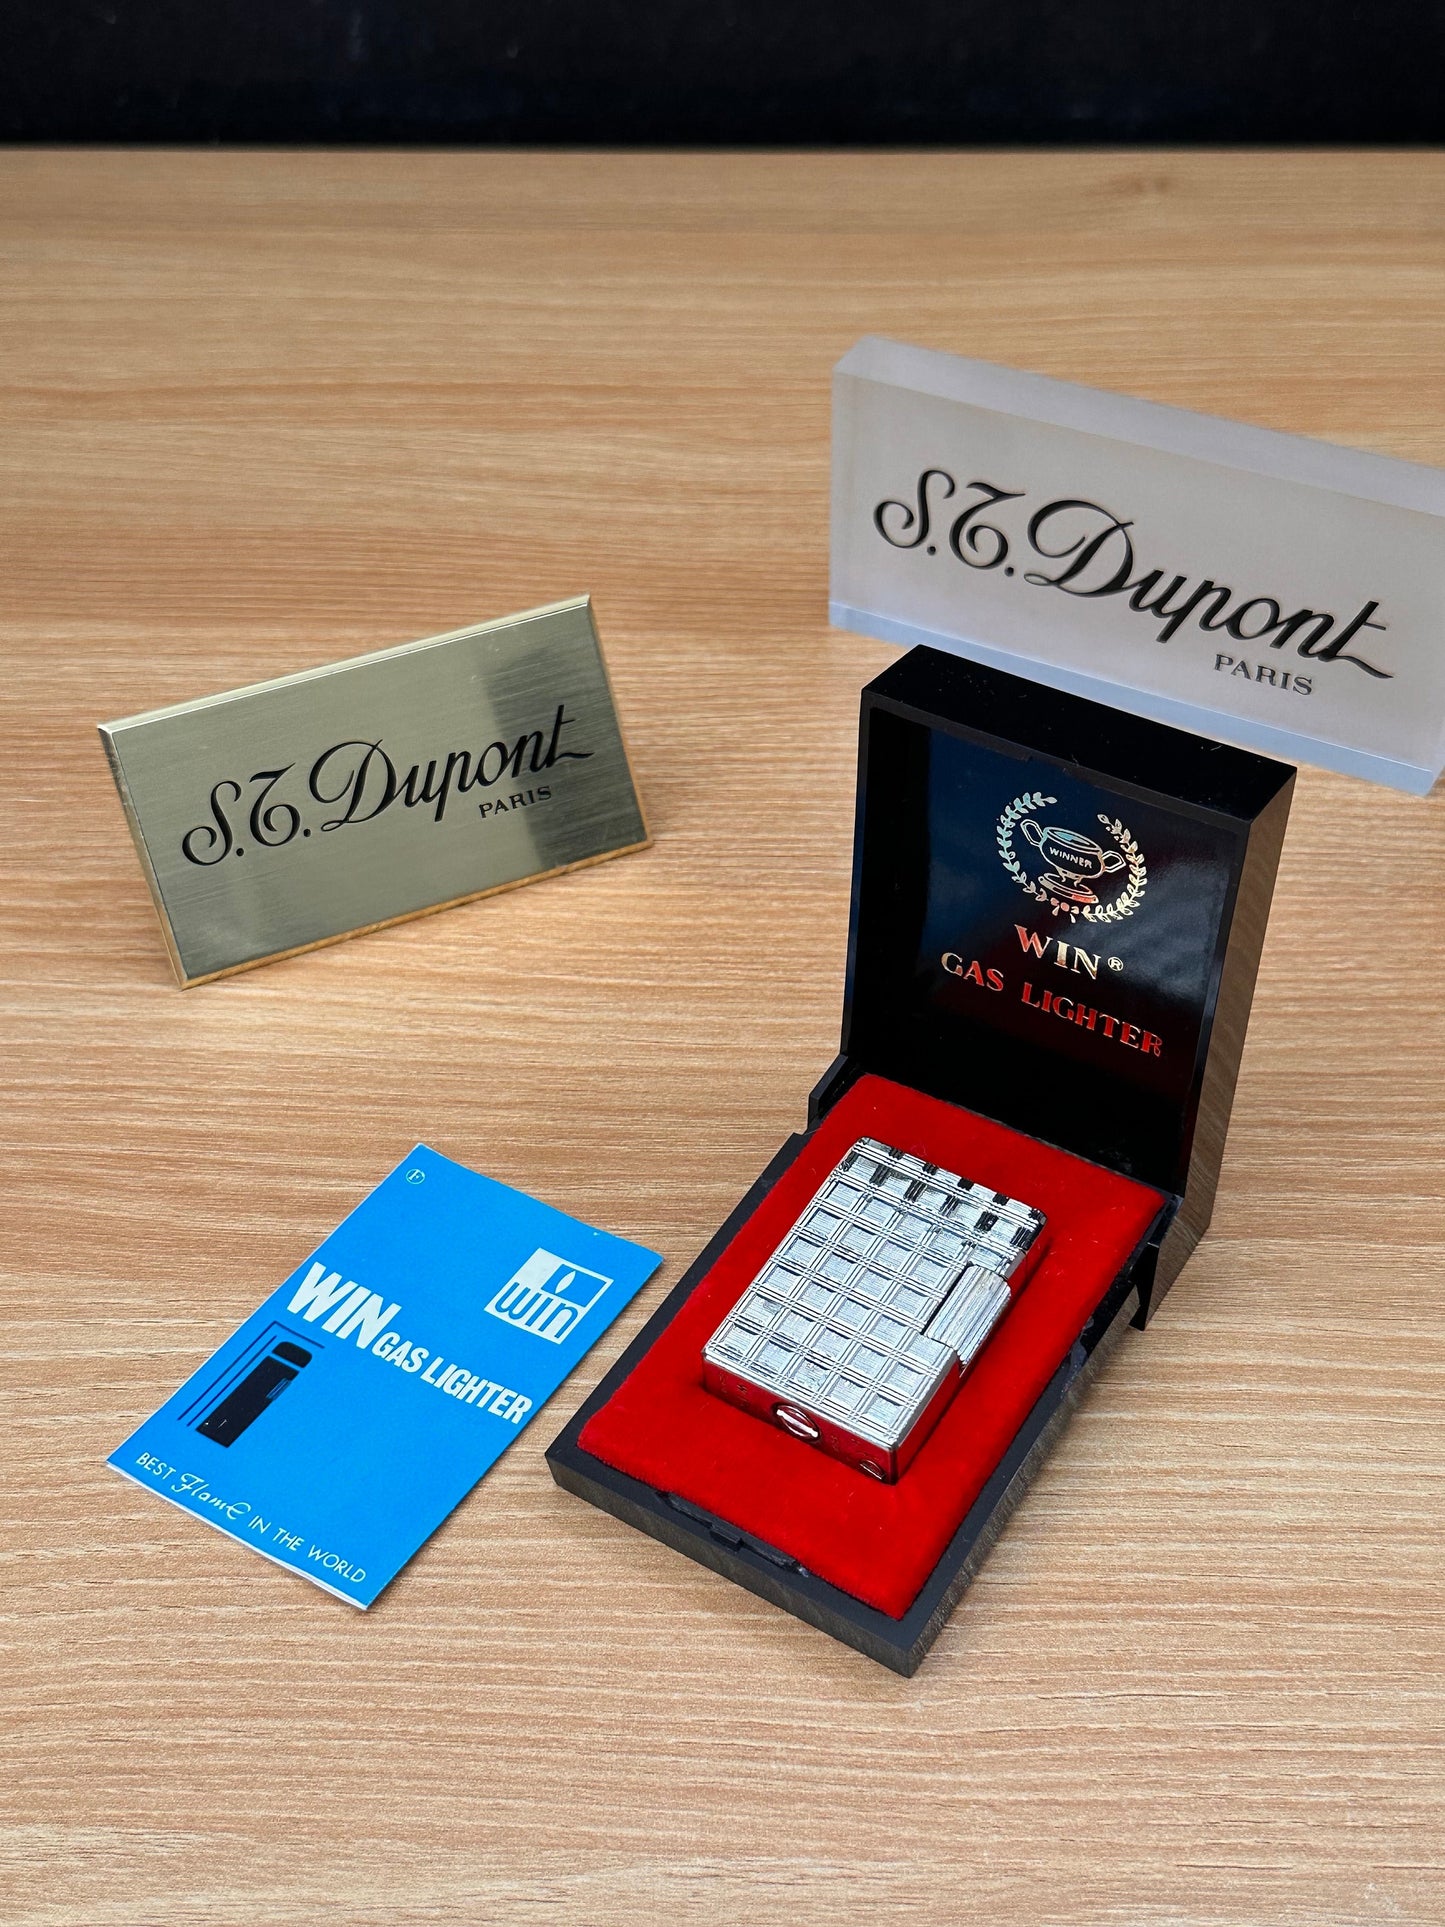 S.T. Dupont
PARIS
S.T. Dupont
PARIS
WINNER
WIN®
GAS LIGHTER
F
win
WIN GAS LIGHTER
BEST Flame IN THE WORLD